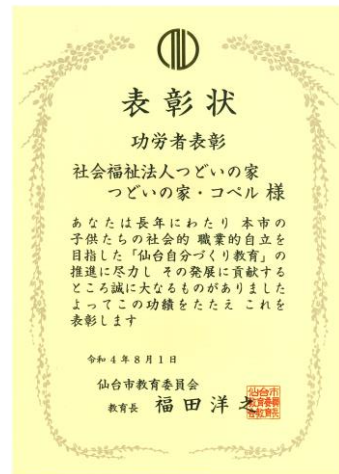 表彰状
功労者表彰
社会福祉法人つどいの家
つどいの家・コペル 様
あなたは長年にわたり 本市の
子供たちの社会的 職業的自立を
目指した「仙台自分づくり教育」の
推進に尽力し その発展に貢献する
ところ誠に大なるものがありました
よってこの功績をたたえ これを
表彰します
令和4年8月1日
仙台市教育委員会
教育長 福田洋之